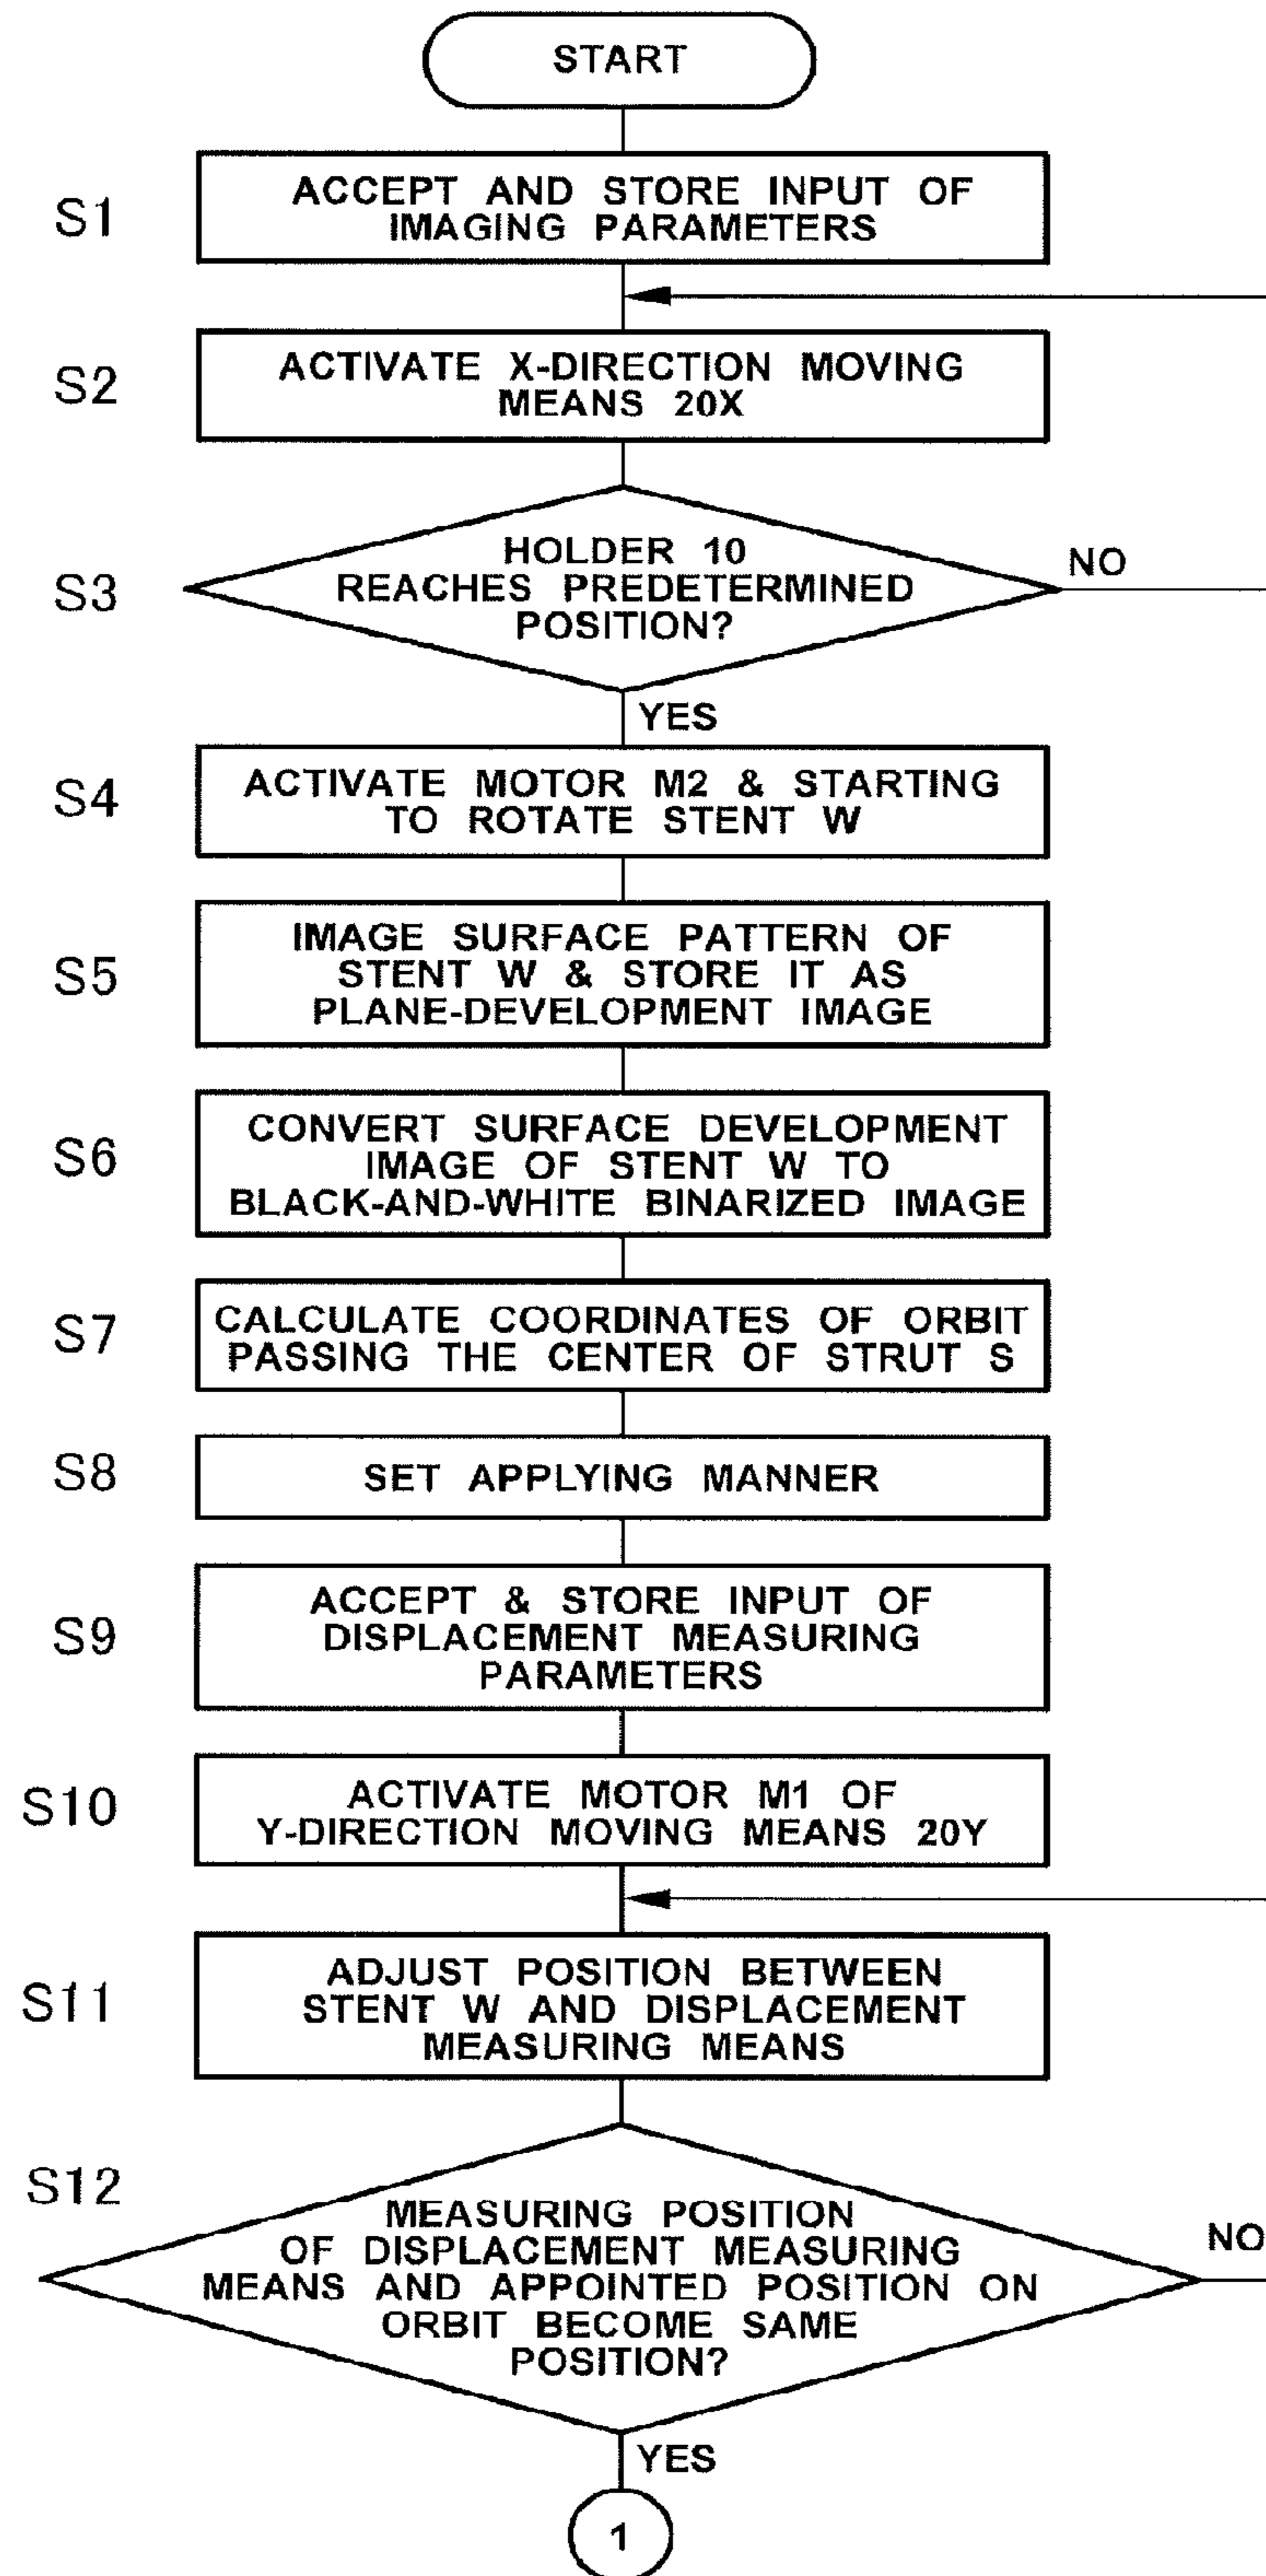 START
S1
ACCEPT AND STORE INPUT OF
IMAGING PARAMETERS
S2
ACTIVATE X-DIRECTION MOVING
MEANS 20X
S3
HOLDER 10
REACHES PREDETERMINED
POSITION?
NO
YES
S4
ACTIVATE MOTOR M2 & STARTING
TO ROTATE STENT W
S5
IMAGE SURFACE PATTERN OF
STENT W & STORE IT AS
PLANE-DEVELOPMENT IMAGE
S6
CONVERT SURFACE DEVELOPMENT
IMAGE OF STENT W TO
BLACK-AND-WHITE BINARIZED IMAGE
S7
CALCULATE COORDINATES OF ORBIT
PASSING THE CENTER OF STRUT S
S8
SET APPLYING MANNER
S9
ACCEPT & STORE INPUT OF
DISPLACEMENT MEASURING
PARAMETERS
S10
ACTIVATE MOTOR M1 OF
Y-DIRECTION MOVING MEANS 20Y
S11
ADJUST POSITION BETWEEN
STENT W AND DISPLACEMENT
MEASURING MEANS
S12
MEASURING POSITION
OF DISPLACEMENT MEASURING
MEANS AND APPOINTED POSITION ON
ORBIT BECOME SAME
POSITION?
NO
YES
1